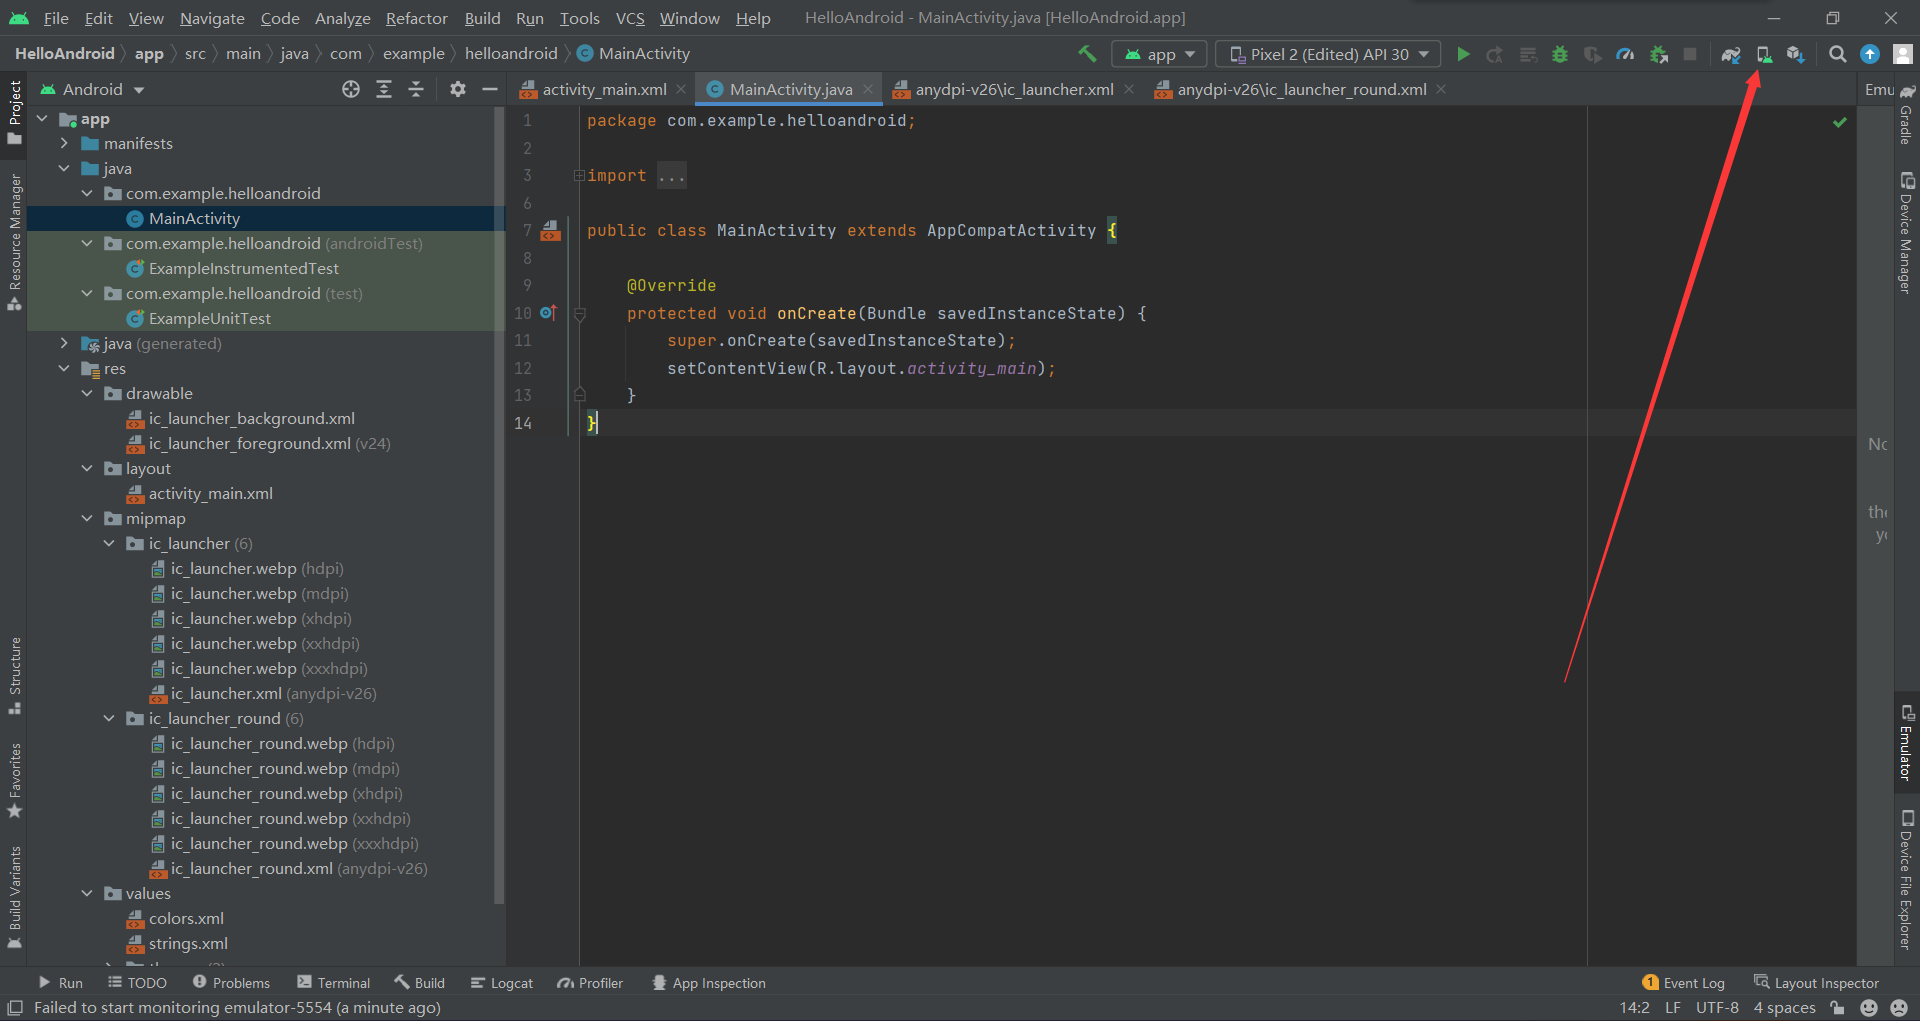 File Edit View Navigate Code Analyze Refactor Build Run Tools VCS Window Help HelloAndroid - MainActivity.java [HelloAndroid.app]
HelloAndroid app src main java com example helloandroid MainActivity app Pixel 2 (Edited) API 30
Android
activity_main.xml MainActivity.java anydpi-v26\ic_launcher.xml anydpi-v26\ic_launcher_round.xml Emu
Project
Resource Manager
Structure
Favorites
Build Variants
app
manifests
java
com.example.helloandroid
MainActivity
com.example.helloandroid (androidTest)
ExampleInstrumentedTest
com.example.helloandroid (test)
ExampleUnitTest
java (generated)
res
drawable
ic_launcher_background.xml
ic_launcher_foreground.xml (v24)
layout
activity_main.xml
mipmap
ic_launcher (6)
ic_launcher.webp (hdpi)
ic_launcher.webp (mdpi)
ic_launcher.webp (xhdpi)
ic_launcher.webp (xxhdpi)
ic_launcher.webp (xxxhdpi)
ic_launcher.xml (anydpi-v26)
ic_launcher_round (6)
ic_launcher_round.webp (hdpi)
ic_launcher_round.webp (mdpi)
ic_launcher_round.webp (xhdpi)
ic_launcher_round.webp (xxhdpi)
ic_launcher_round.webp (xxxhdpi)
ic_launcher_round.xml (anydpi-v26)
values
colors.xml
strings.xml
1 package com.example.helloandroid;
2
3 import ...
6
7 public class MainActivity extends AppCompatActivity {
8
9 @Override
10 protected void onCreate(Bundle savedInstanceState) {
11 super.onCreate(savedInstanceState);
12 setContentView(R.layout.activity_main);
13 }
14 }
No
the
yo
Gradle
Device Manager
Emulator
Device File Explorer
Run TODO Problems Terminal Build Logcat Profiler App Inspection 1 Event Log Layout Inspector
Failed to start monitoring emulator-5554 (a minute ago) 14:2 LF UTF-8 4 spaces